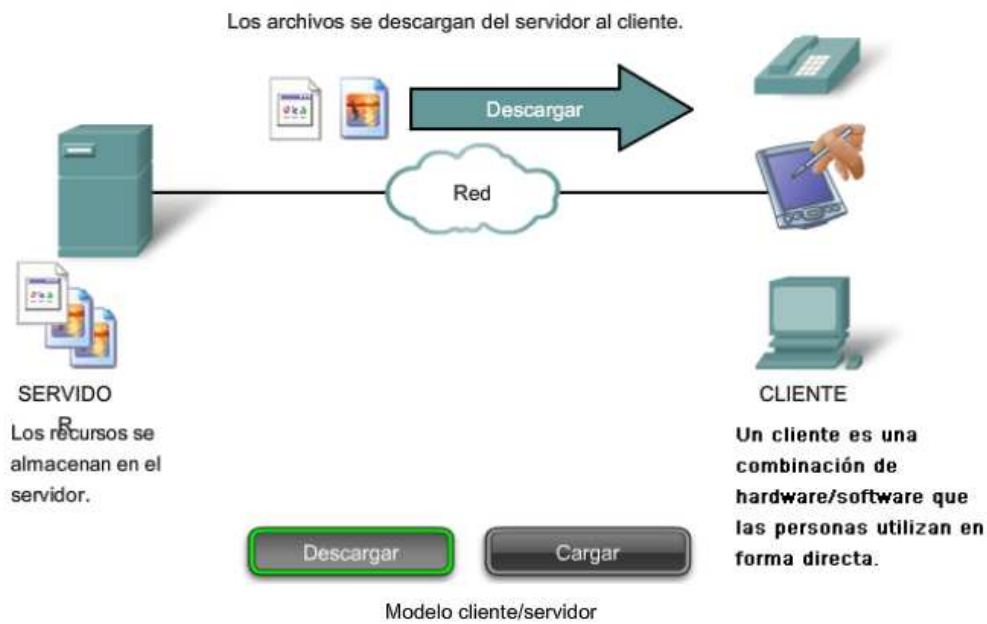 Los archivos se descargan del servidor al cliente.
Descargar
Red
SERVIDO
R
Los recursos se
almacenan en el
servidor.
CLIENTE
Un cliente es una
combinación de
hardware/software que
las personas utilizan en
forma directa.
Descargar
Cargar
Modelo cliente/servidor